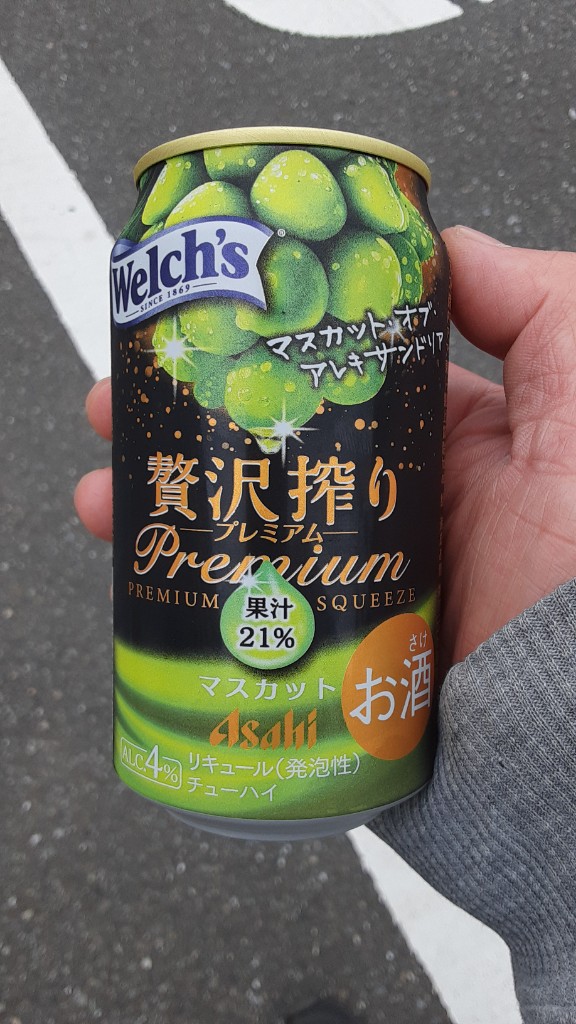 Welch's®
SINCE 1869
マスカット・オブ・
アレキサンドリア
贅沢搾り
プレミアム
Premium
PREMIUM SQUEEZE
果汁
21%
マスカット
さけ
お酒
Asahi
ALC.4%
リキュール(発泡性)
チューハイ